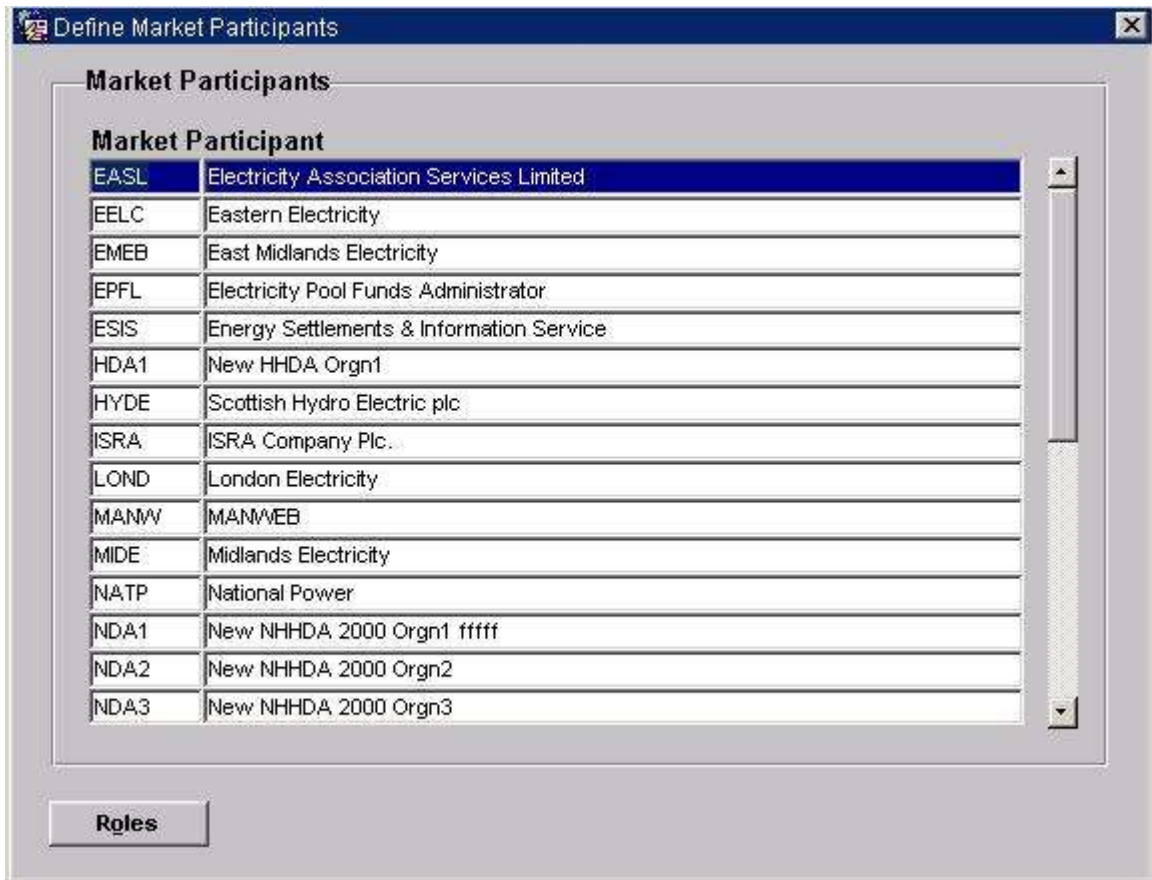 Define Market Participants
Market Participants
Market Participant
EASL Electricity Association Services Limited
EELC Eastern Electricity
EMEB East Midlands Electricity
EPFL Electricity Pool Funds Administrator
ESIS Energy Settlements & Information Service
HDA1 New HHDA Orgn1
HYDE Scottish Hydro Electric plc
ISRA ISRA Company Plc.
LOND London Electricity
MANW MANWEB
MIDE Midlands Electricity
NATP National Power
NDA1 New NHHDA 2000 Orgn1 fffff
NDA2 New NHHDA 2000 Orgn2
NDA3 New NHHDA 2000 Orgn3
Roles